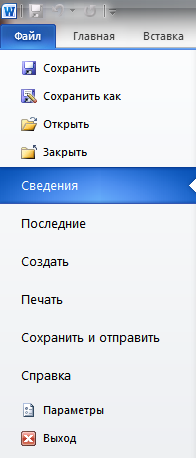 W
Файл Главная Вставка
Сохранить
Сохранить как
Открыть
Закрыть
Сведения
Последние
Создать
Печать
Сохранить и отправить
Справка
Параметры
Выход